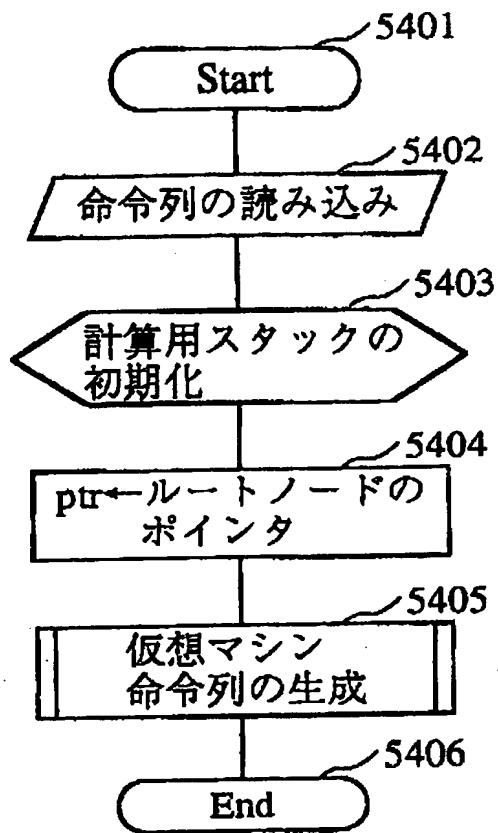 5401
Start
5402
命令列の読み込み
5403
計算用スタックの
初期化
5404
ptr←ルートノードの
ポインタ
5405
仮想マシン
命令列の生成
5406
End